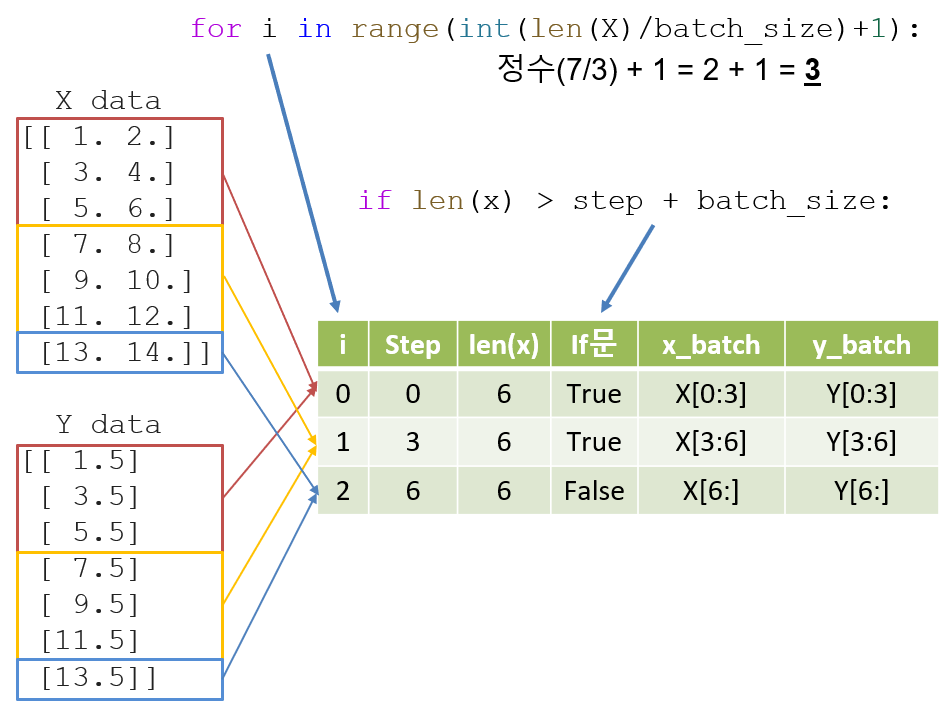 for i in range(int(len(X)/batch_size)+1):
정수(7/3) + 1 = 2 + 1 = 3
X data
[[ 1. 2.]
[ 3. 4.]
[ 5. 6.]
[ 7. 8.]
[ 9. 10.]
[11. 12.]
[13. 14.]]
if len(x) > step + batch_size:
i Step len(x) If문 x_batch y_batch
0 0 6 True X[0:3] Y[0:3]
1 3 6 True X[3:6] Y[3:6]
2 6 6 False X[6:] Y[6:]
Y data
[[ 1.5]
[ 3.5]
[ 5.5]
[ 7.5]
[ 9.5]
[11.5]
[13.5]]